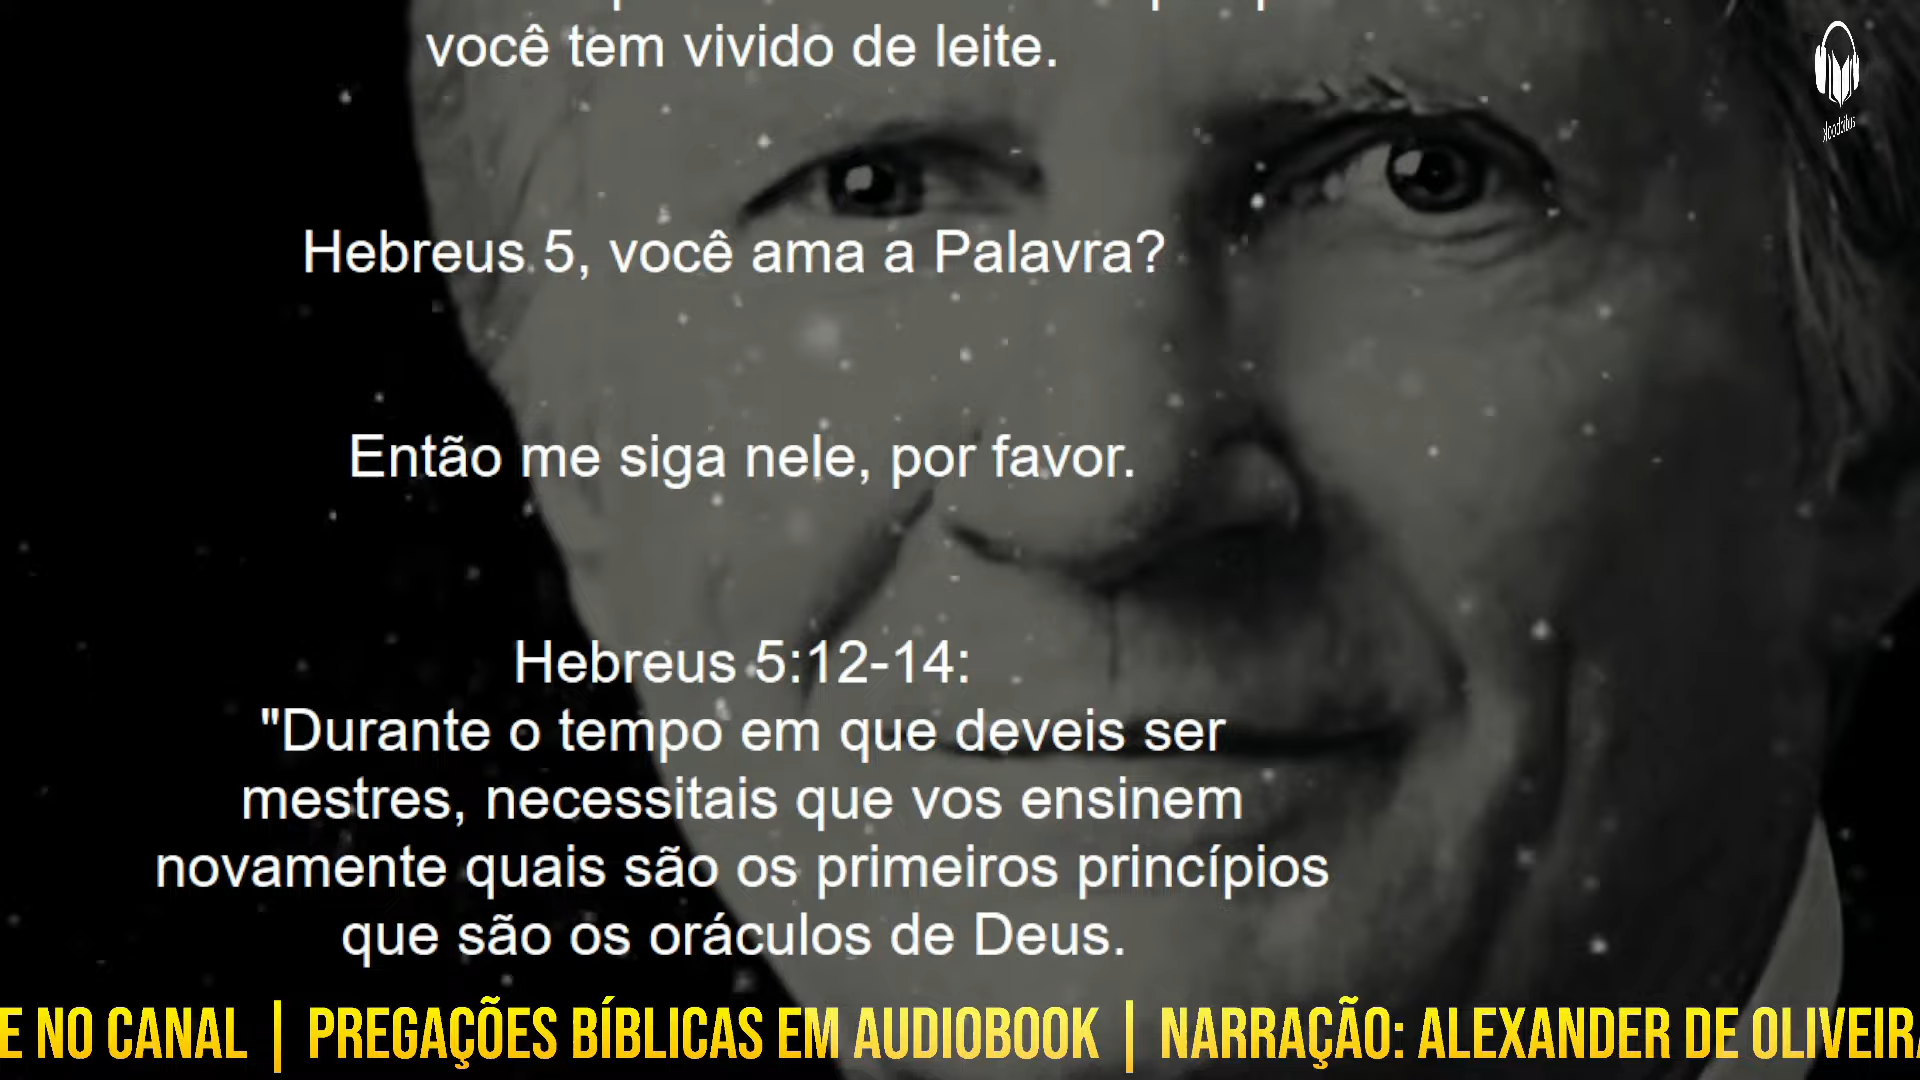 você tem vivido de leite.
Hebreus 5, você ama a Palavra?
Então me siga nele, por favor.
Hebreus 5:12-14:
"Durante o tempo em que deveis ser
mestres, necessitais que vos ensinem
novamente quais são os primeiros princípios
que são os oráculos de Deus.
E NO CANAL | PREGAÇÕES BÍBLICAS EM AUDIOBOOK | NARRAÇÃO: ALEXANDER DE OLIVEIRA